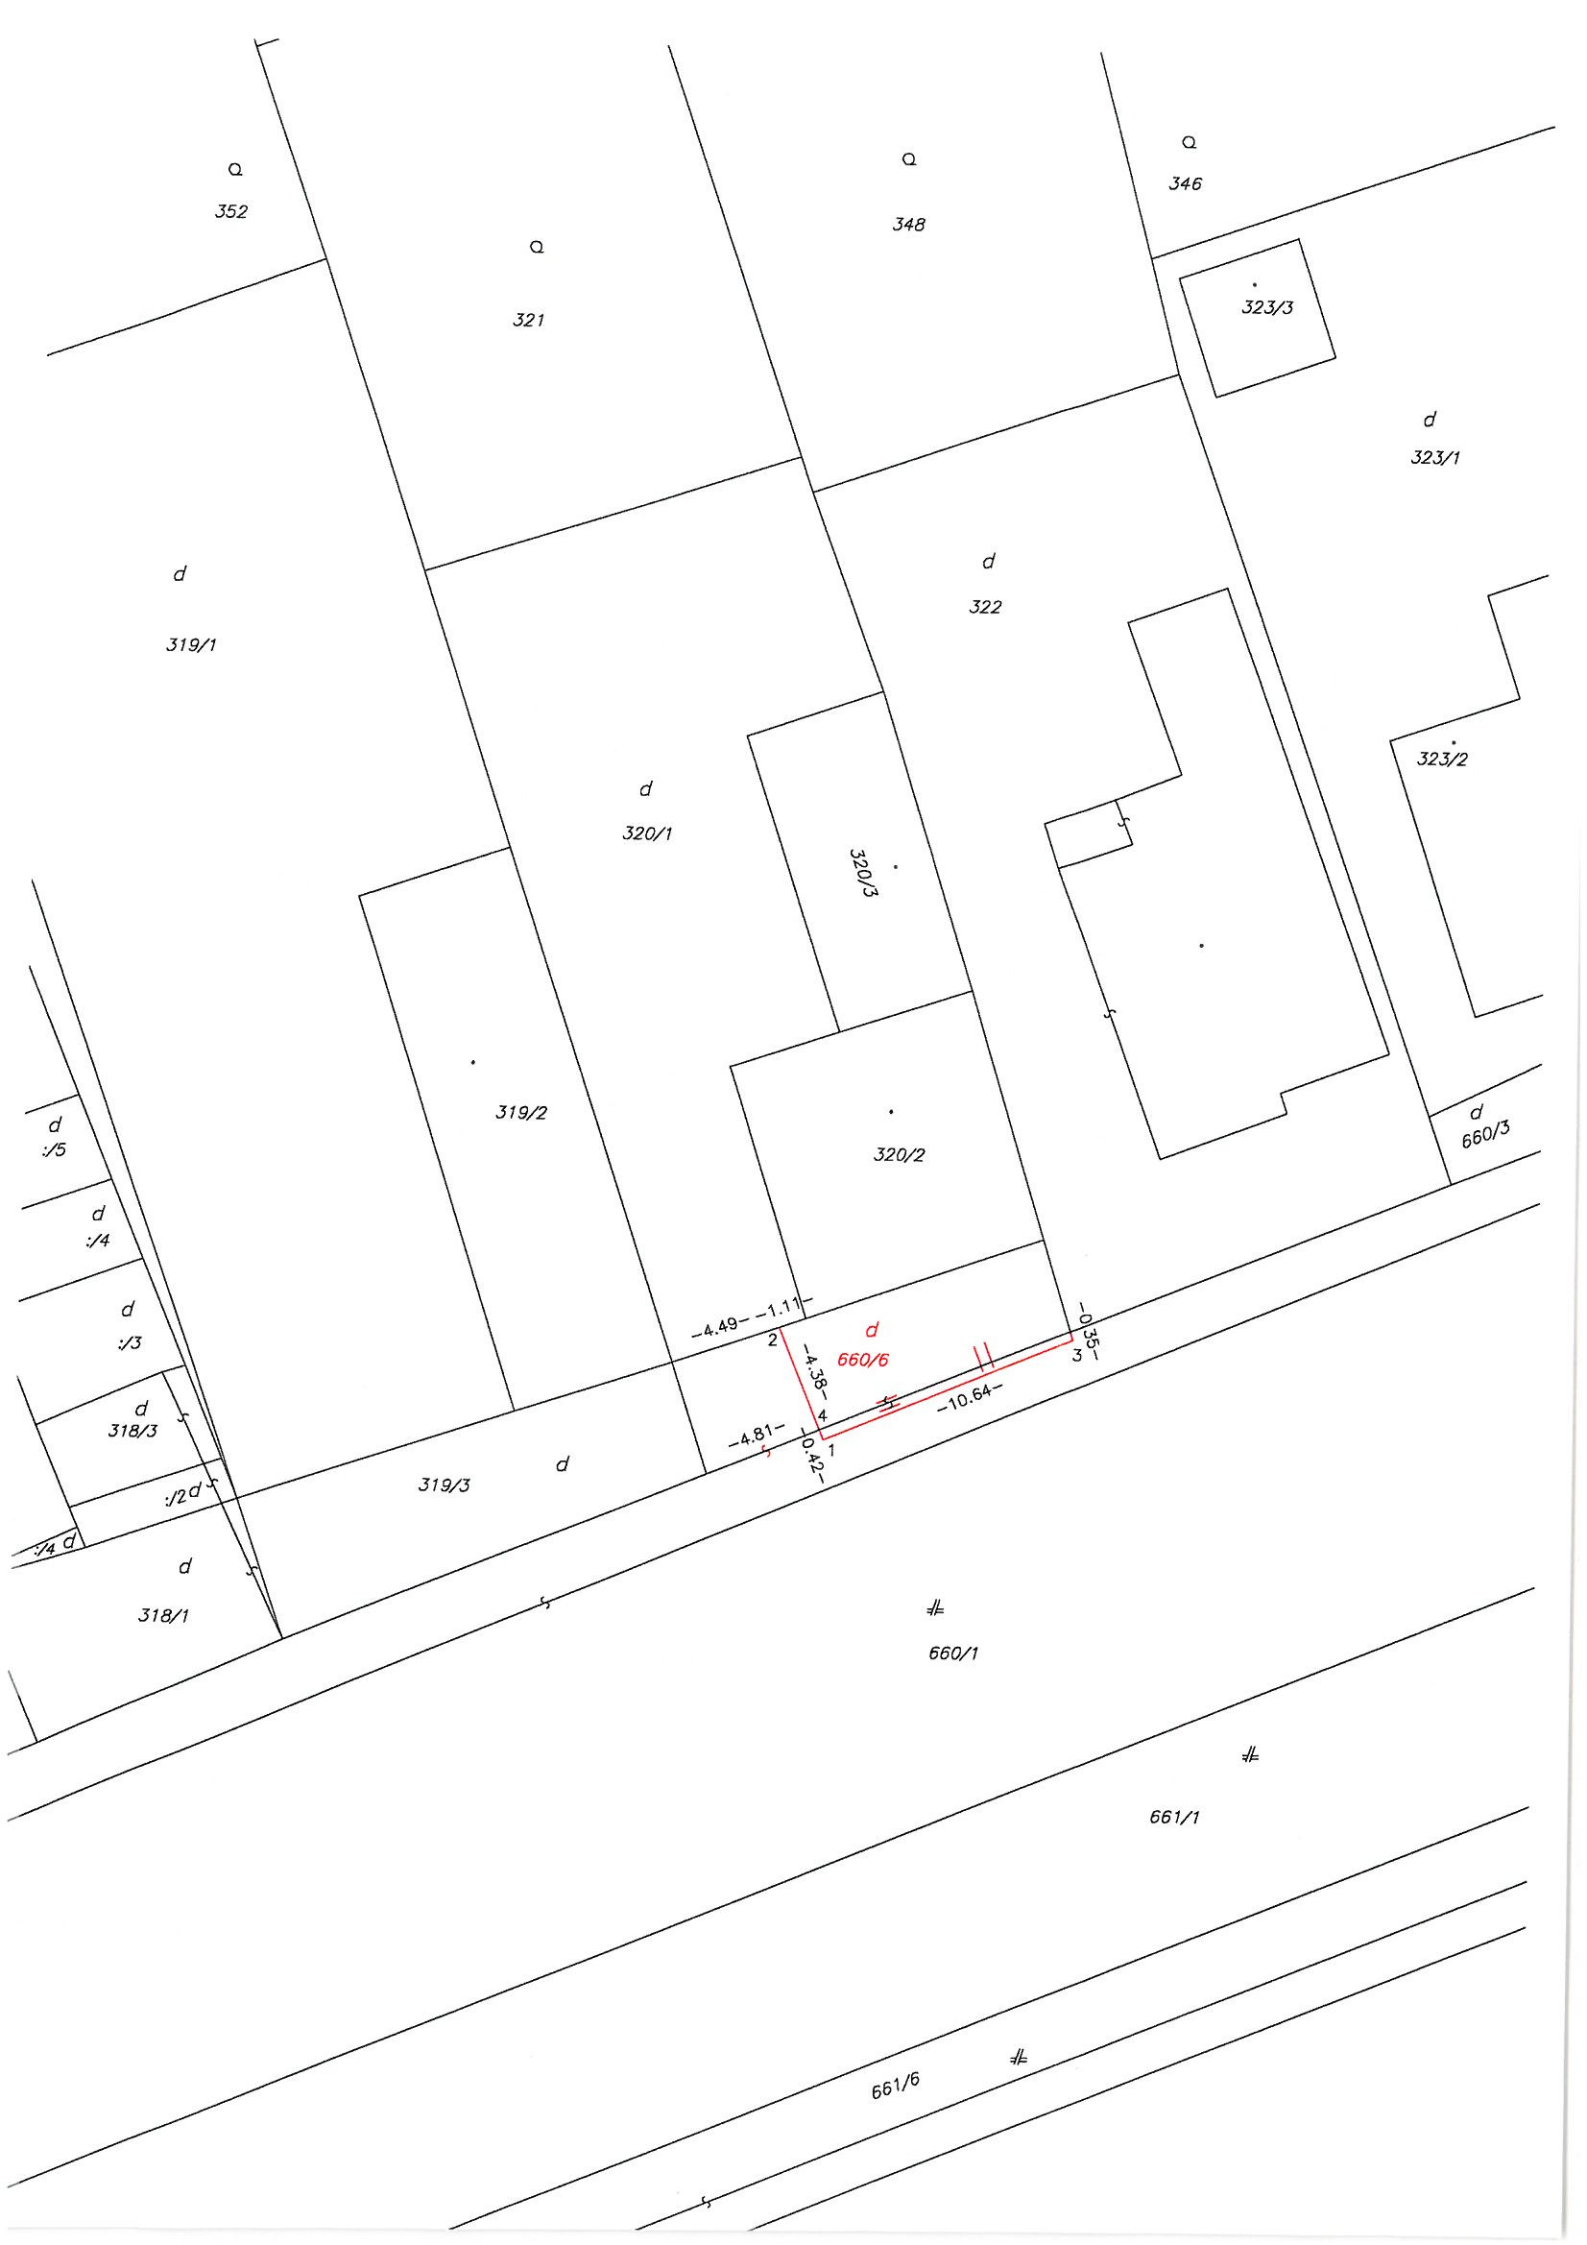 352
321
348
346
323/3
d
323/1
d
319/1
d
322
d
320/1
320/3
323/2
319/2
320/2
d
660/3
d
:/5
d
:/4
d
:/3
d
318/3
:/2 d
:/4 d
d
318/1
319/3 d
-4.49- -1.11-
2
-4.38-
d
660/6
-0.35-
3
-10.64-
4
-4.81-
1
-0.42-
660/1
661/1
661/6